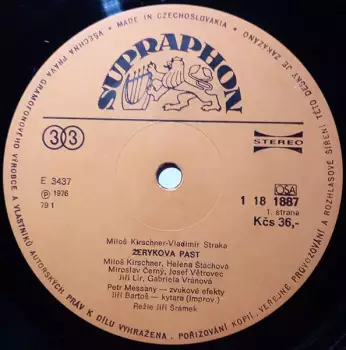 • MADE IN CZECHOSLOVAKIA •
VŠECHNA PRÁVA GRAMOFONOVÉHO VÝROBCE A VLASTNÍKŮ AUTORSKÝCH PRÁV K DÍLU VYHRAŽENA • POŘIZOVÁNÍ KOPIÍ, VEŘEJNÉ PROVOZOVÁNÍ A ROZHLASOVÉ ŠÍŘENÍ TÉTO DESKY JE ZAKÁZÁNO
SUPRAPHON
33
STEREO
E 3437
Ⓟ 1976
79 1
OSA
1 18 1887
1. strana
Kčs 36,-
Miloš Kirschner-Vladimír Straka
ŽERYKOVA PAST
Miloš Kirschner, Helena Štáchová
Miroslav Černý, Josef Větrovec
Jiří Lír, Gabriela Vránová
Petr Messany — zvukové efekty
Jiří Bartoš — kytara (improv.)
Režie Jiří Šrámek